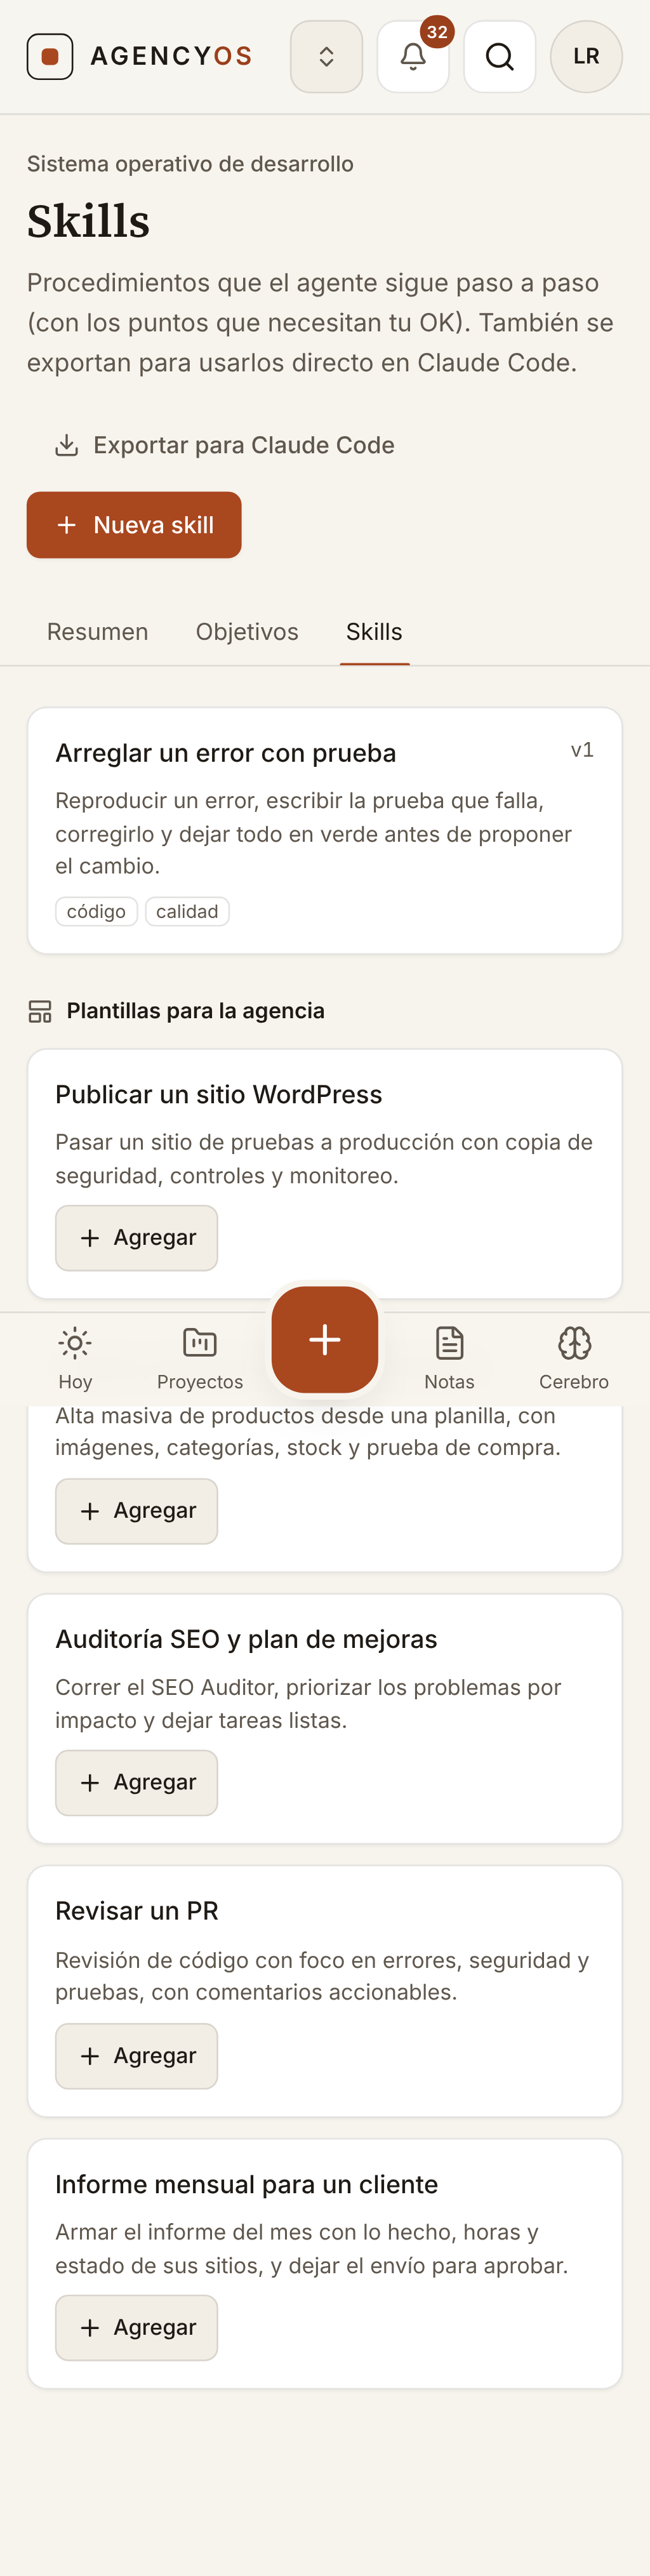 AGENCYOS
32
LR
Sistema operativo de desarrollo
Skills
Procedimientos que el agente sigue paso a paso
(con los puntos que necesitan tu OK). También se
exportan para usarlos directo en Claude Code.
Exportar para Claude Code
Nueva skill
Resumen
Objetivos
Skills
Arreglar un error con prueba
v1
Reproducir un error, escribir la prueba que falla,
corregirlo y dejar todo en verde antes de proponer
el cambio.
código
calidad
Plantillas para la agencia
Publicar un sitio WordPress
Pasar un sitio de pruebas a producción con copia de
seguridad, controles y monitoreo.
Agregar
Hoy
Proyectos
Notas
Cerebro
Alta masiva de productos desde una planilla, con
imágenes, categorías, stock y prueba de compra.
Agregar
Auditoría SEO y plan de mejoras
Correr el SEO Auditor, priorizar los problemas por
impacto y dejar tareas listas.
Agregar
Revisar un PR
Revisión de código con foco en errores, seguridad y
pruebas, con comentarios accionables.
Agregar
Informe mensual para un cliente
Armar el informe del mes con lo hecho, horas y
estado de sus sitios, y dejar el envío para aprobar.
Agregar